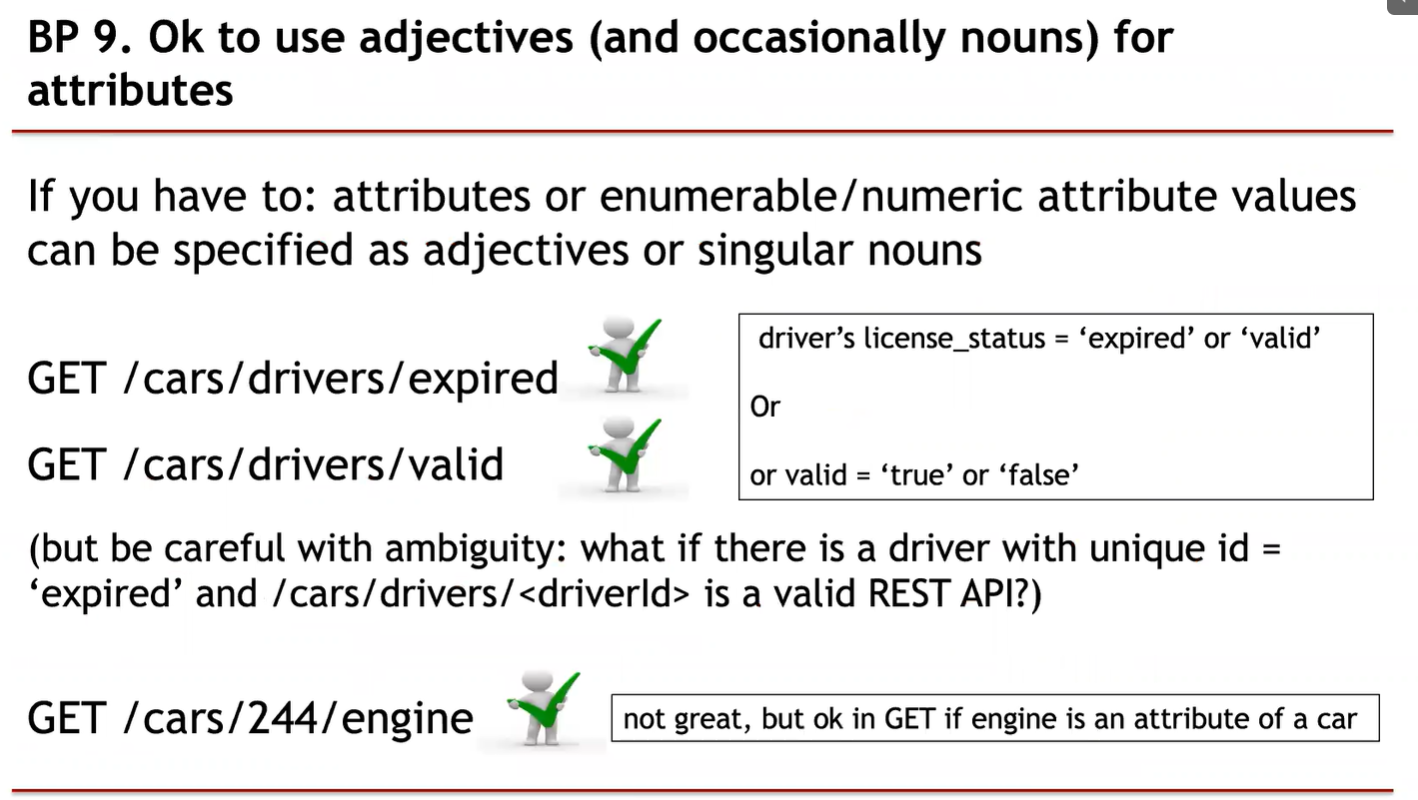 BP 9. Ok to use adjectives (and occasionally nouns) for
attributes
If you have to: attributes or enumerable/numeric attribute values
can be specified as adjectives or singular nouns
GET /cars/drivers/expired
GET /cars/drivers/valid
driver’s license_status = ‘expired’ or ‘valid’
Or
or valid = ‘true’ or ‘false’
(but be careful with ambiguity: what if there is a driver with unique id =
‘expired’ and /cars/drivers/<driverId> is a valid REST API?)
GET /cars/244/engine
not great, but ok in GET if engine is an attribute of a car